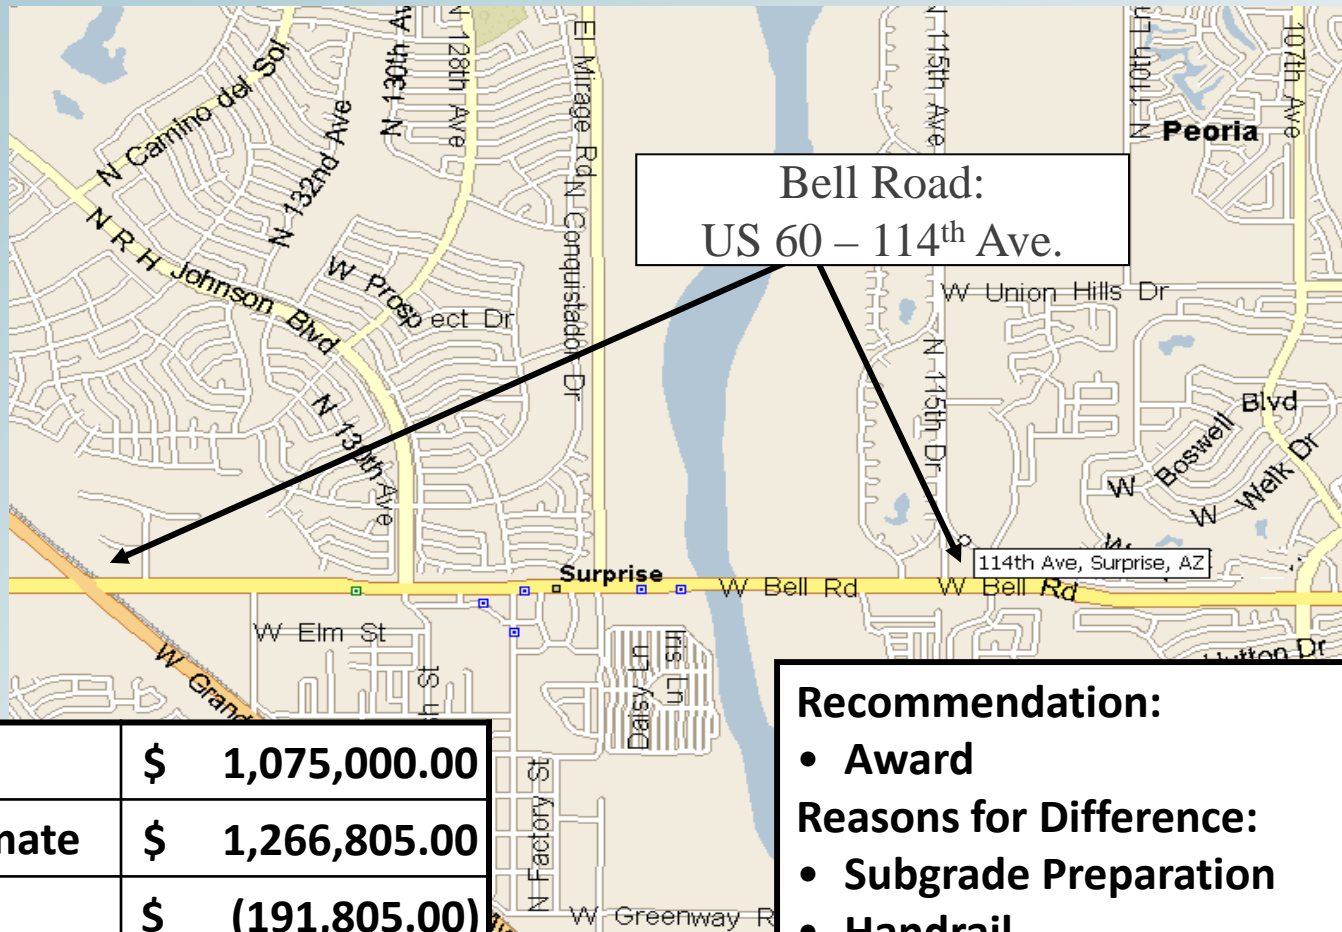 N Camino del Sol
N 132nd Ave
N 130th Av
N 128th Ave
El Mirage Rd
N Conquistador Dr
N 115th Ave
107th Ave
Peoria
Bell Road:
US 60 – 114th Ave.
N R H Johnson Blvd
W Prospect Dr
W Union Hills Dr
N 115th Dr
N 130th Ave
W Boswell Blvd
W Welk Dr
114th Ave, Surprise, AZ
Surprise
W Bell Rd
W Bell Rd
W Elm St
W Grand
Daisy Ln
Iris Ln
Hutton Dr
N Factory St
W Greenway R
$ 1,075,000.00
nate $ 1,266,805.00
$ (191,805.00)
Recommendation:
• Award
Reasons for Difference:
• Subgrade Preparation
• Handrail